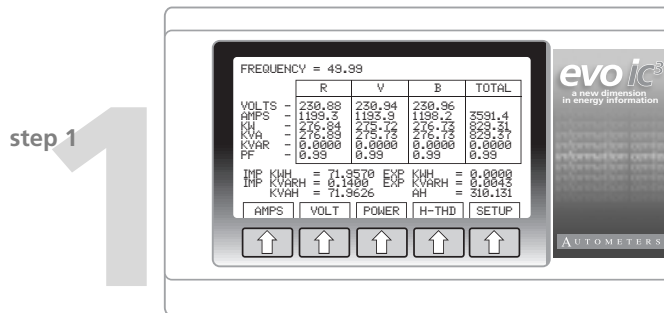 step 1
1
FREQUENCY = 49.99
R V B TOTAL
VOLTS - 230.88 230.94 230.96
AMPS - 1199.3 1193.9 1198.2 3591.4
KW - 276.84 275.72 276.73 829.31
KVA - 276.89 275.73 276.73 829.37
KVAR - 0.0000 0.0000 0.0000 0.0000
PF - 0.99 0.99 0.99 0.99
IMP KWH = 71.9570 EXP KWH = 0.0000
IMP KVARH = 0.1400 EXP KVARH = 0.0043
KVAH = 71.9626 AH = 310.131
AMPS VOLT POWER H-THD SETUP
evo ic3
a new dimension
in energy information
AUTOMETERS